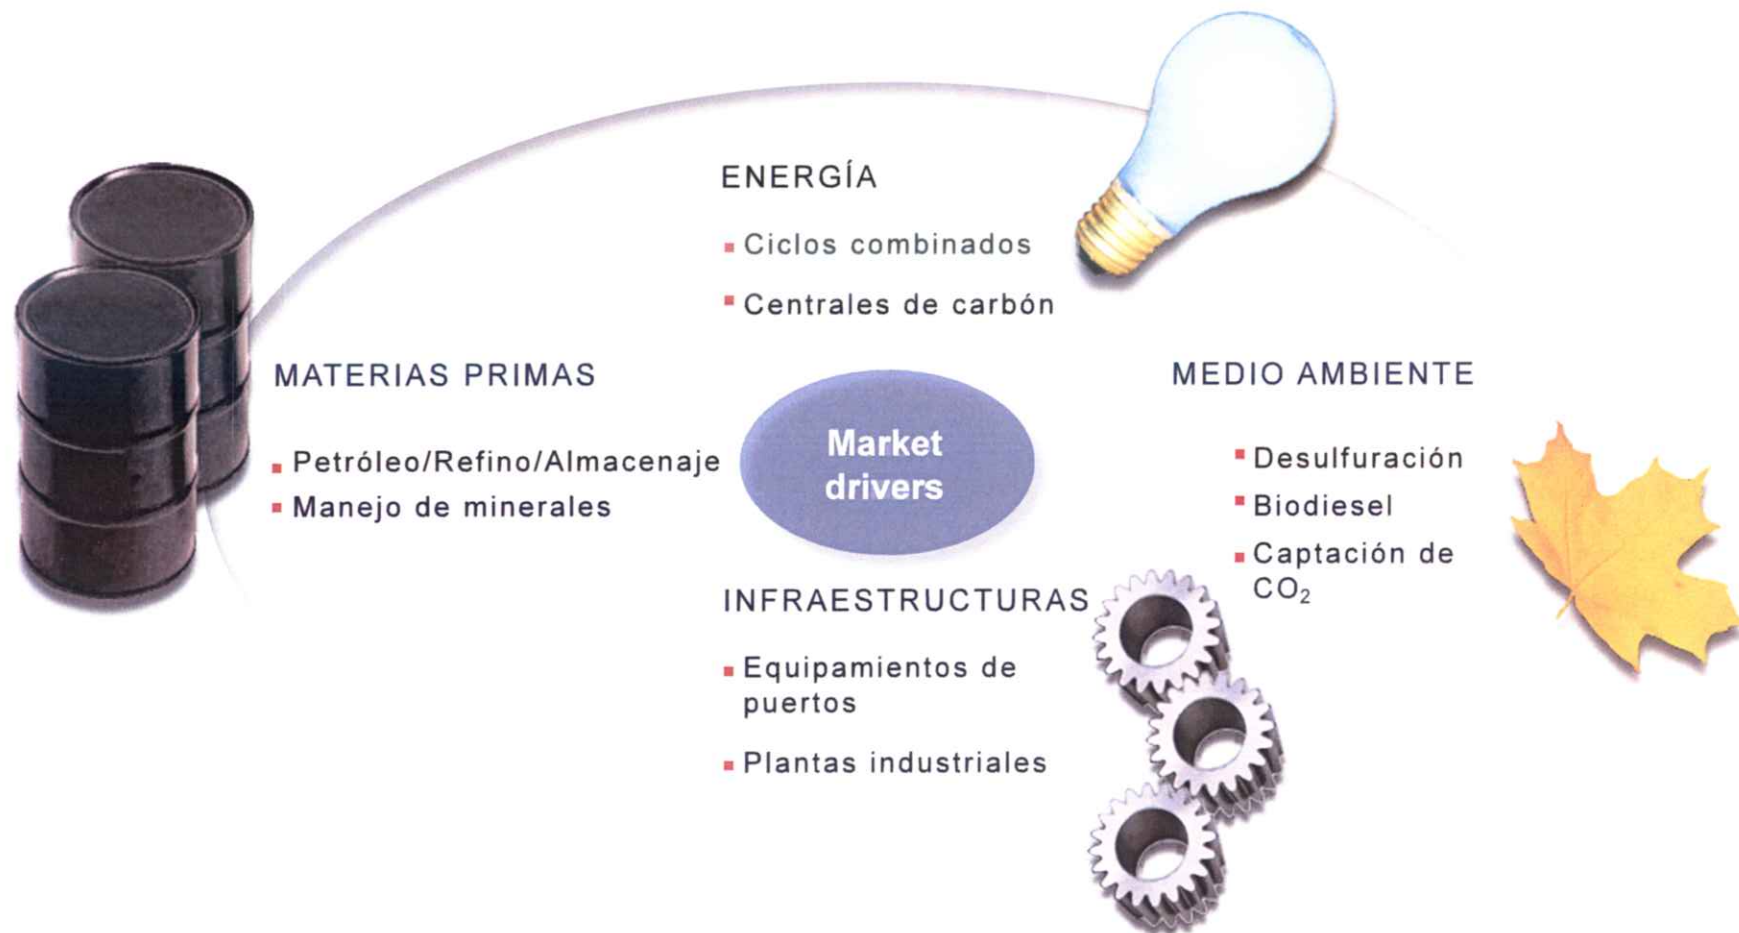 ENERGÍA
▪ Ciclos combinados
▪ Centrales de carbón
MATERIAS PRIMAS
▪ Petróleo/Refino/Almacenaje
▪ Manejo de minerales
Market
drivers
MEDIO AMBIENTE
▪ Desulfuración
▪ Biodiesel
▪ Captación de
CO₂
INFRAESTRUCTURAS
▪ Equipamientos de
puertos
▪ Plantas industriales